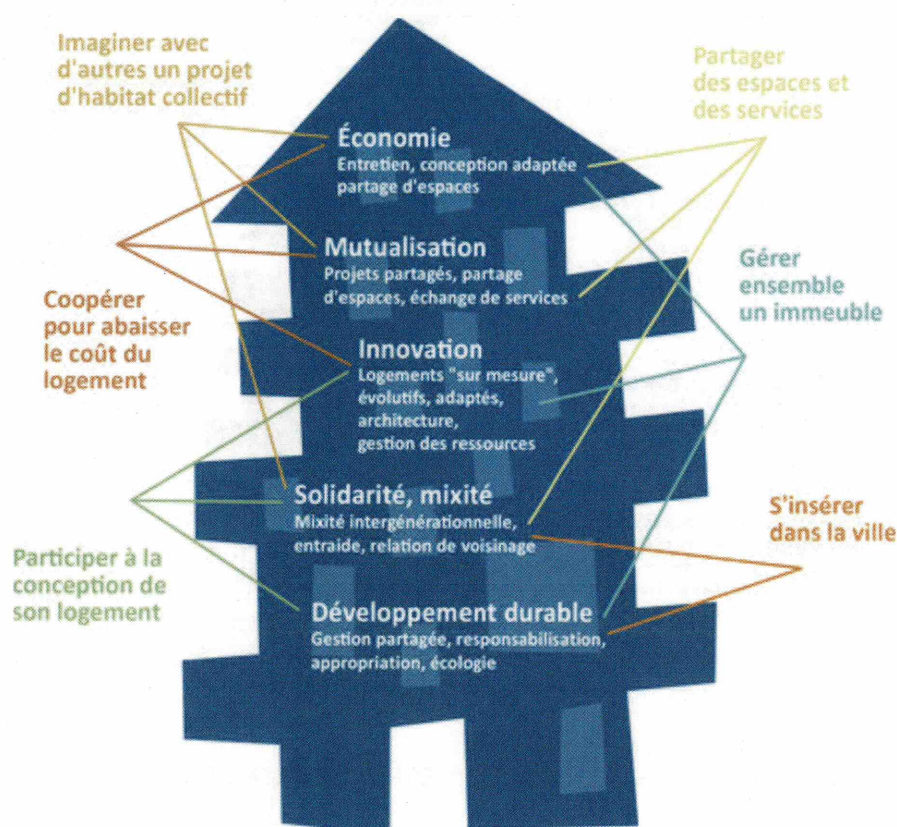 Imaginer avec
d'autres un projet
d'habitat collectif
Partager
des espaces et
des services
Économie
Entretien, conception adaptée
partage d'espaces
Mutualisation
Projets partagés, partage
d'espaces, échange de services
Gérer
ensemble
un immeuble
Coopérer
pour abaisser
le coût du
logement
Innovation
Logements "sur mesure",
évolutifs, adaptés,
architecture,
gestion des ressources
Solidarité, mixité
Mixité intergénérationnelle,
entraide, relation de voisinage
S'insérer
dans la ville
Participer à la
conception de
son logement
Développement durable
Gestion partagée, responsabilisation,
appropriation, écologie